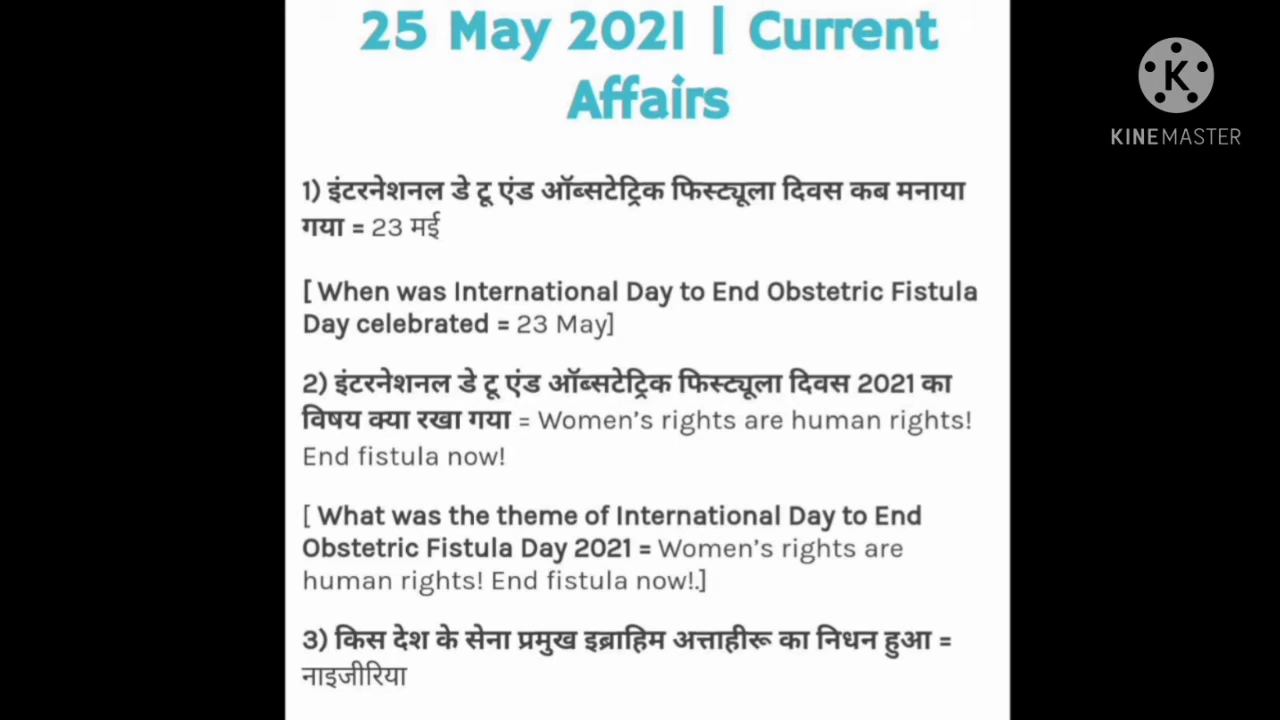 25 May 2021 | Current
Affairs
KINEMASTER
1) इंटरनेशनल डे टू एंड ऑब्सटेट्रिक फिस्ट्यूला दिवस कब मनाया
गया = 23 मई
[ When was International Day to End Obstetric Fistula
Day celebrated = 23 May]
2) इंटरनेशनल डे टू एंड ऑब्सटेट्रिक फिस्ट्यूला दिवस 2021 का
विषय क्या रखा गया = Women’s rights are human rights!
End fistula now!
[ What was the theme of International Day to End
Obstetric Fistula Day 2021 = Women’s rights are
human rights! End fistula now!.]
3) किस देश के सेना प्रमुख इब्राहिम अत्ताहीरू का निधन हुआ =
नाइजीरिया